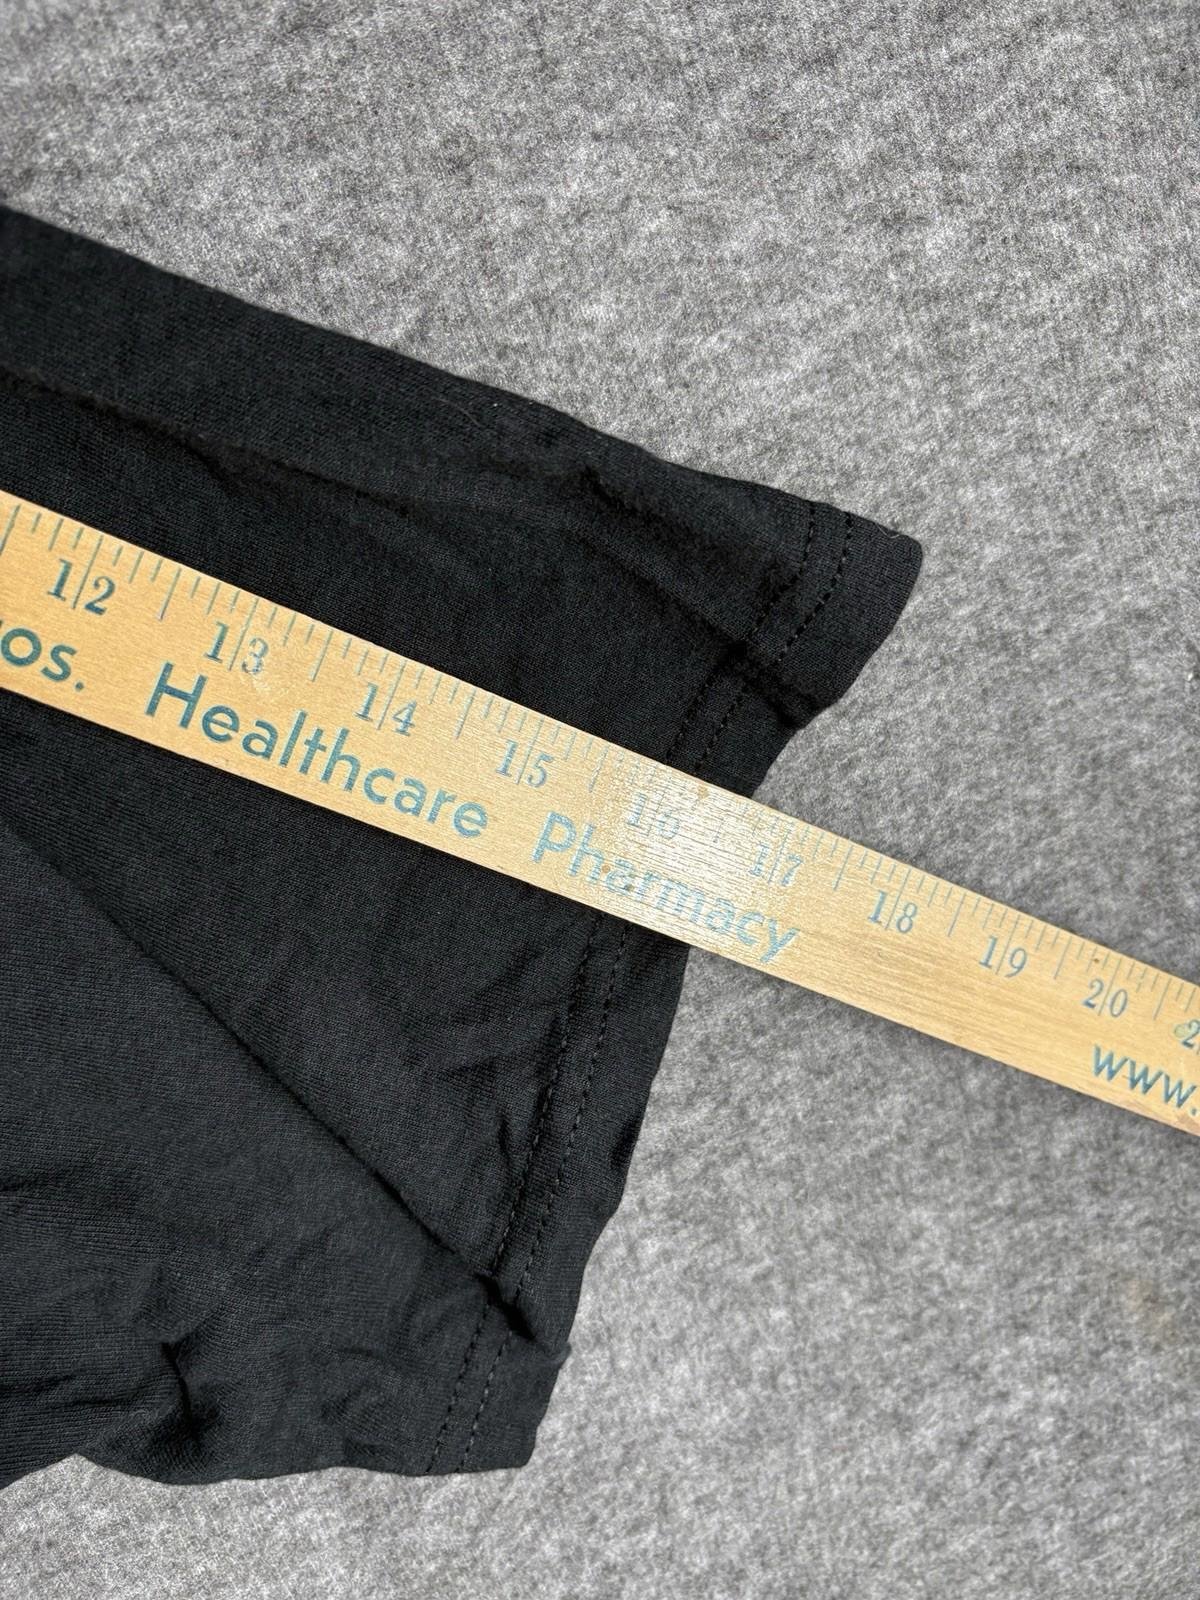 12 13 14 15 16 17 18 19 20
os. Healthcare Pharmacy www.